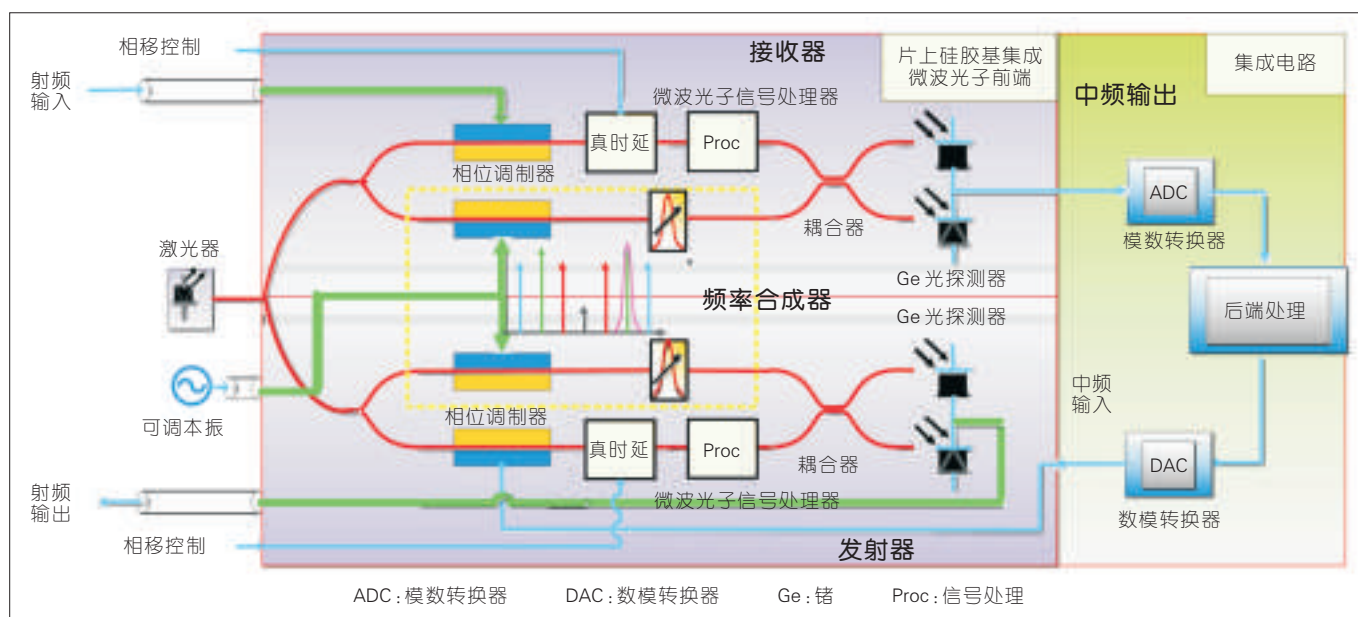 相移控制
接收器
片上硅胶基集成
微波光子前端
集成电路
射频
输入
微波光子信号处理器
中频输出
真时延
Proc
相位调制器
ADC
模数转换器
耦合器
激光器
Ge光探测器
频率合成器
后端处理
Ge光探测器
中频
输入
可调本振
相位调制器
真时延
Proc
耦合器
DAC
数模转换器
射频
输出
微波光子信号处理器
相移控制
发射器
ADC:模数转换器 DAC:数模转换器 Ge:锗 Proc:信号处理